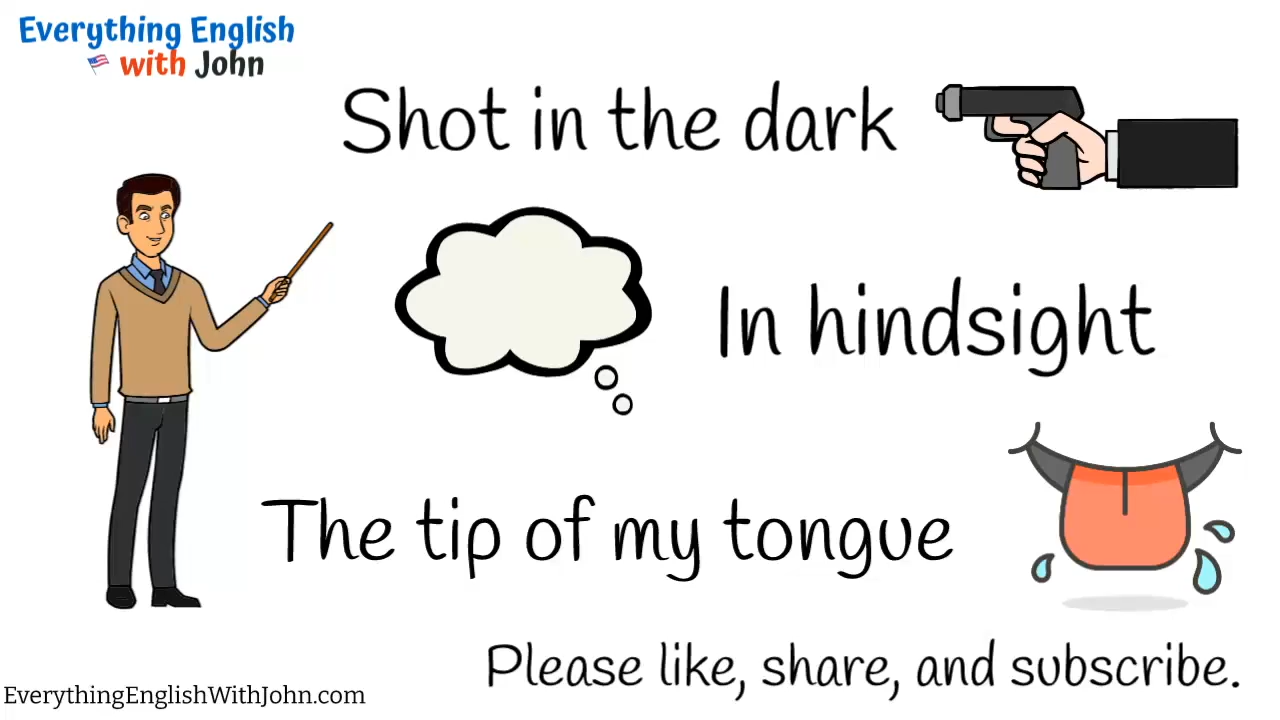 Everything English
with John
Shot in the dark
In hindsight
The tip of my tongue
Please like, share, and subscribe.
EverythingEnglishWithJohn.com